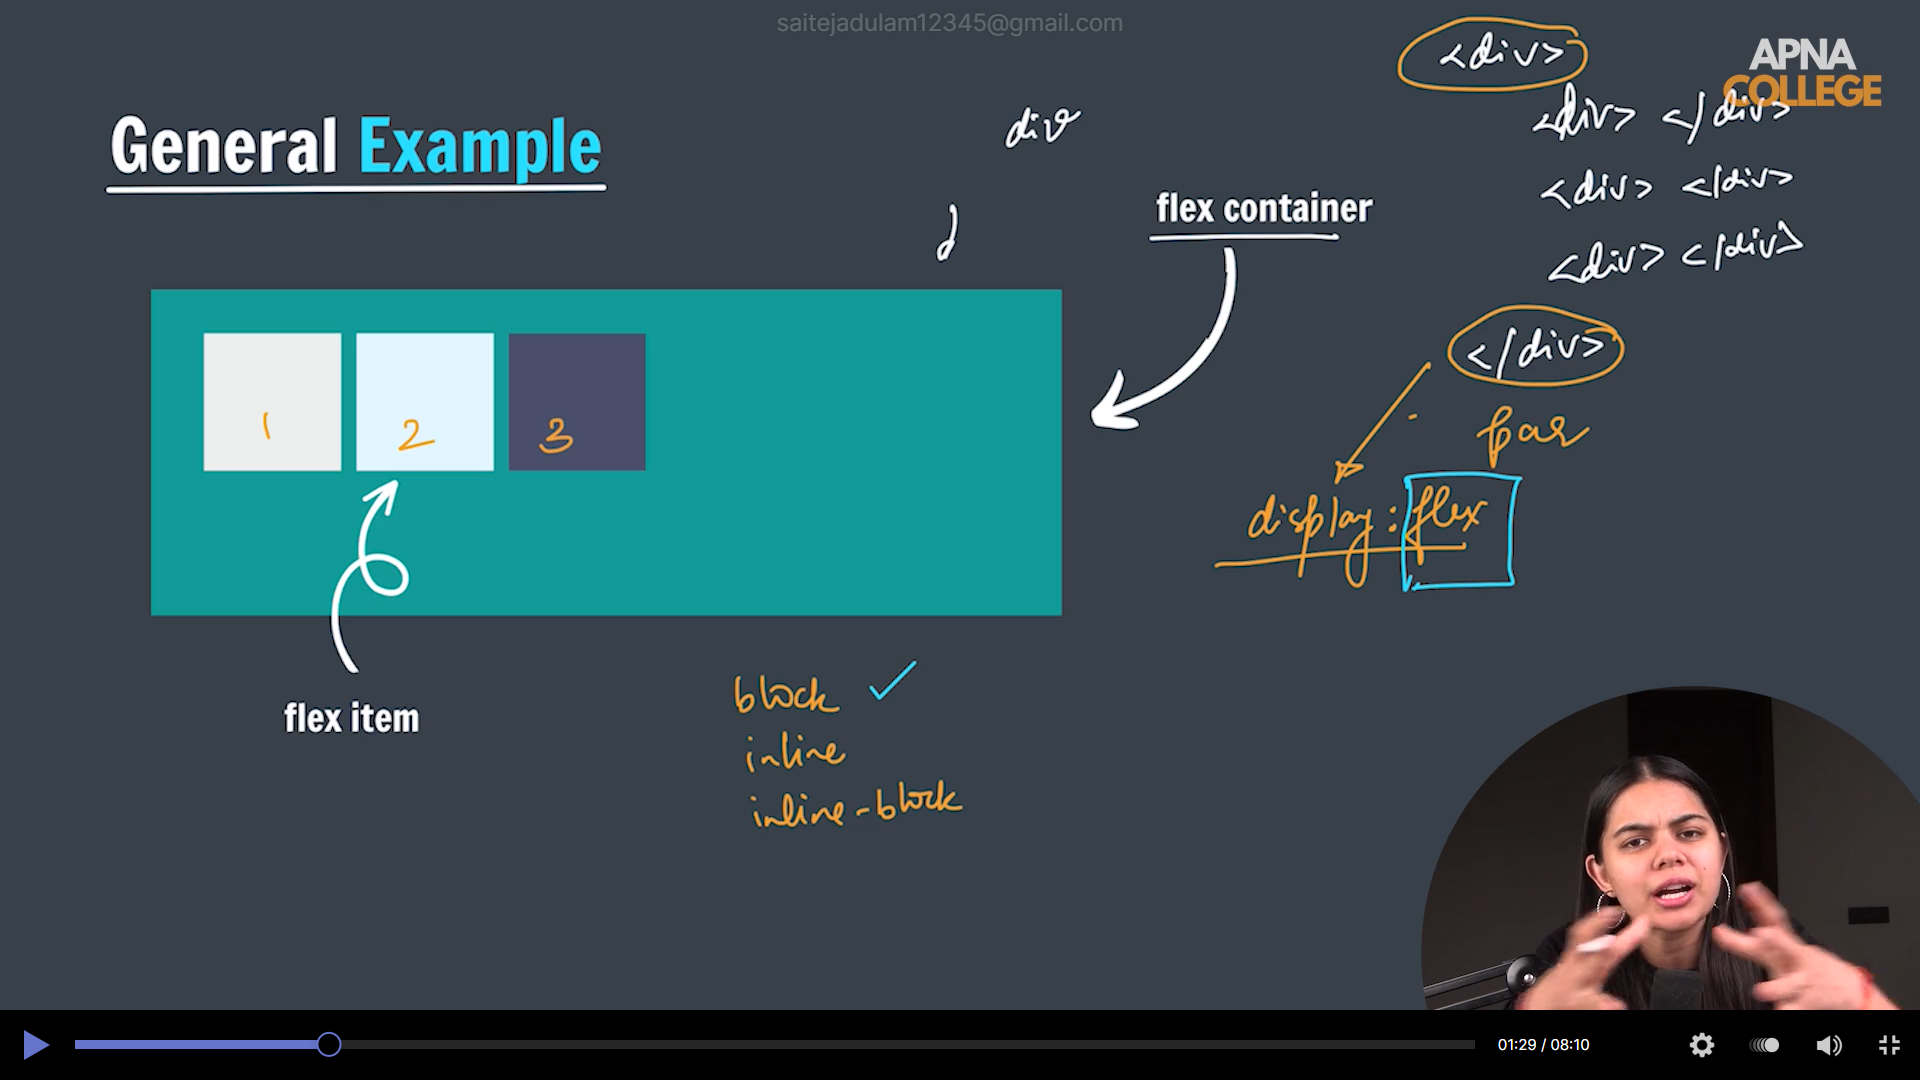 saitejadulam12345@gmail.com
<div>
APNA
COLLEGE
<div> </div>
General Example
div
<div> </div>
flex container
<div> </div>
</div>
par
1
2
3
display: flex
flex item
block ✓
inline
inline-block
01:29 / 08:10